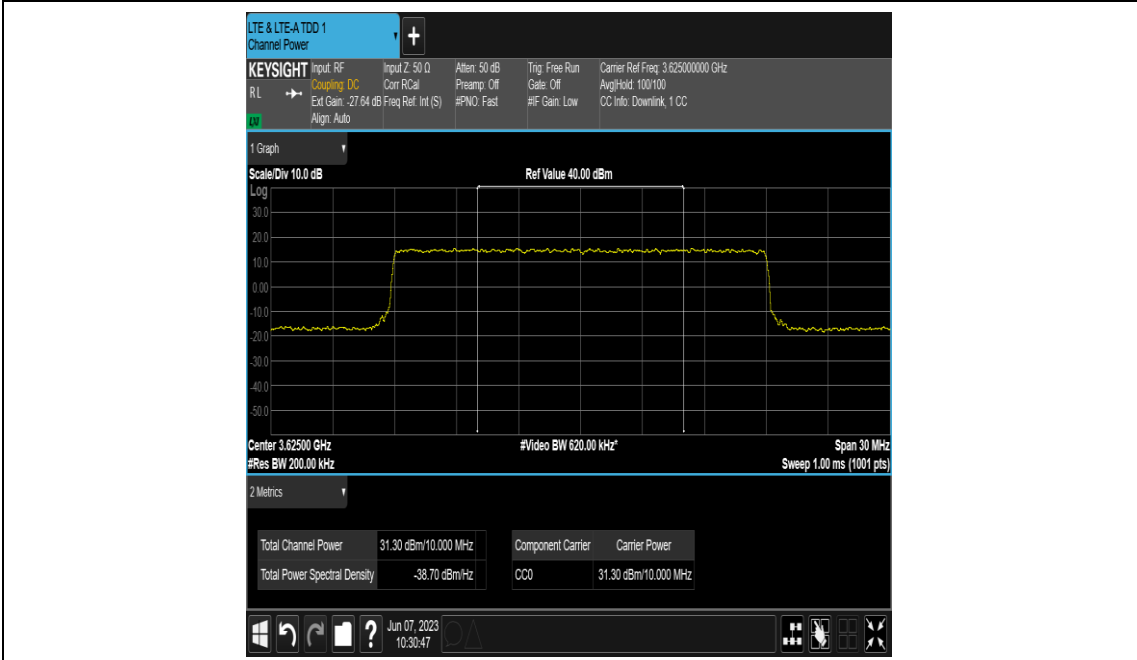 LTE & LTE-A TDD 1
Channel Power
+
KEYSIGHT
RL
LXI
Input: RF
Coupling: DC
Ext Gain: -27.64 dB
Align: Auto
Input Z: 50 Ω
Corr RCal
Freq Ref: Int (S)
Atten: 50 dB
Preamp: Off
#PNO: Fast
Trig: Free Run
Gate: Off
#IF Gain: Low
Carrier Ref Freq: 3.625000000 GHz
Avg|Hold: 100/100
CC Info: Downlink, 1 CC
1 Graph
Scale/Div 10.0 dB
Ref Value 40.00 dBm
Log
30.0
20.0
10.0
0.00
-10.0
-20.0
-30.0
-40.0
-50.0
Center 3.62500 GHz
#Video BW 620.00 kHz*
Span 30 MHz
#Res BW 200.00 kHz
Sweep 1.00 ms (1001 pts)
2 Metrics
Total Channel Power 31.30 dBm/10.000 MHz
Total Power Spectral Density -38.70 dBm/Hz
Component Carrier Carrier Power
CC0 31.30 dBm/10.000 MHz
?
Jun 07, 2023
10:30:47